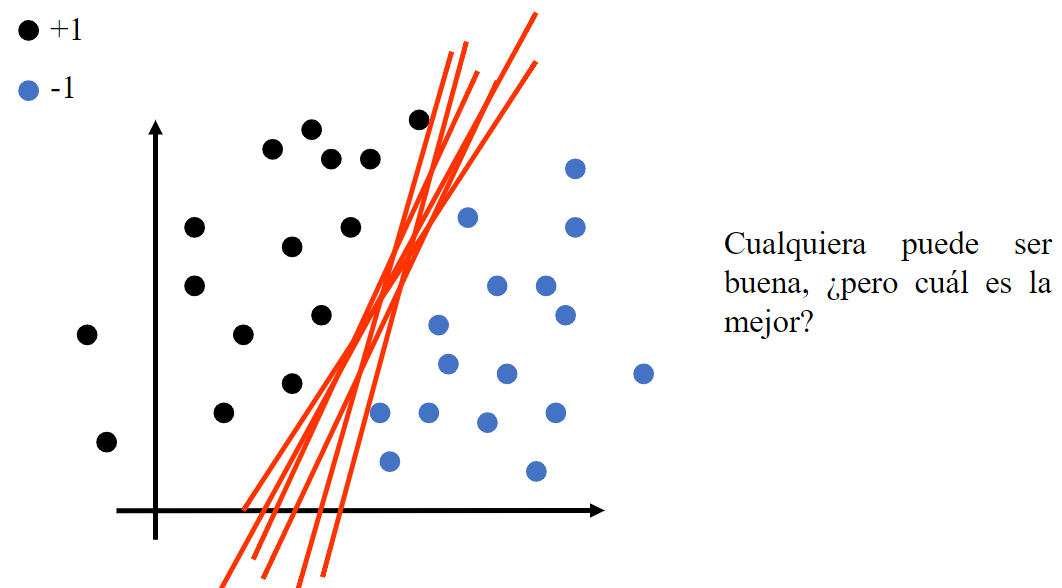 +1
-1
Cualquiera puede ser
buena, ¿pero cuál es la
mejor?